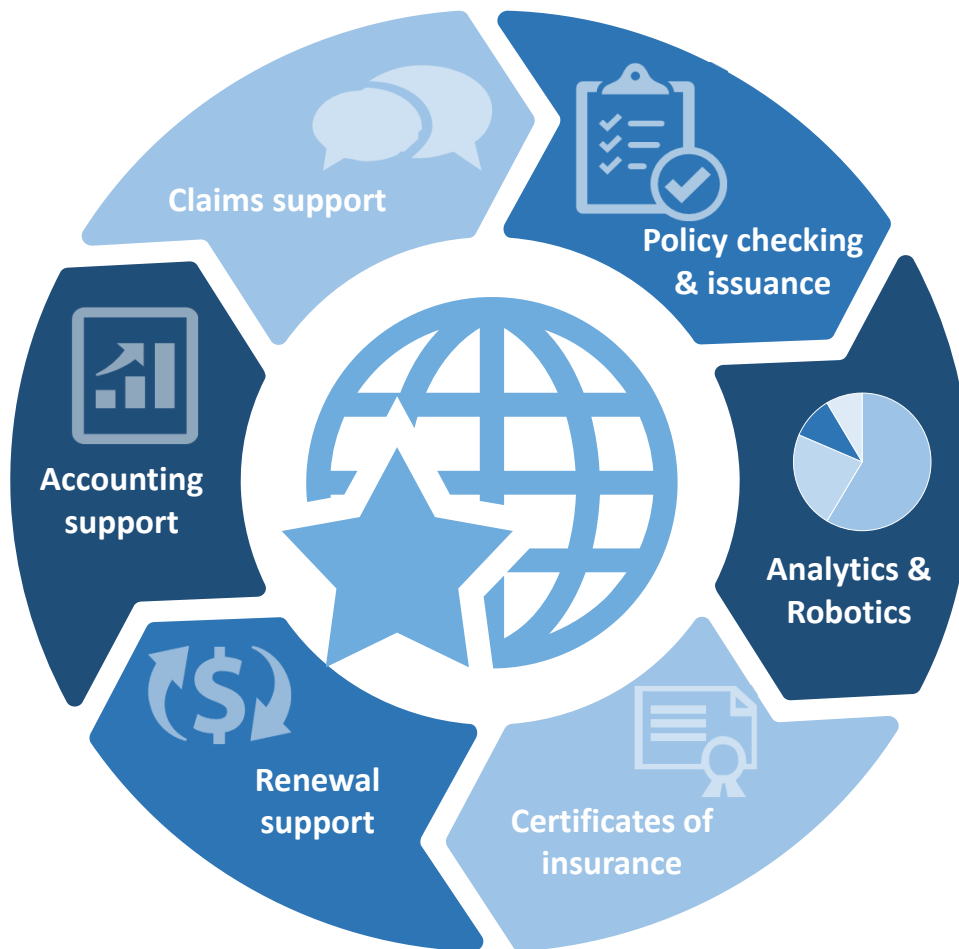 Claims support
Policy checking
& issuance
Accounting
support
Analytics &
Robotics
Renewal
support
Certificates of
insurance
$